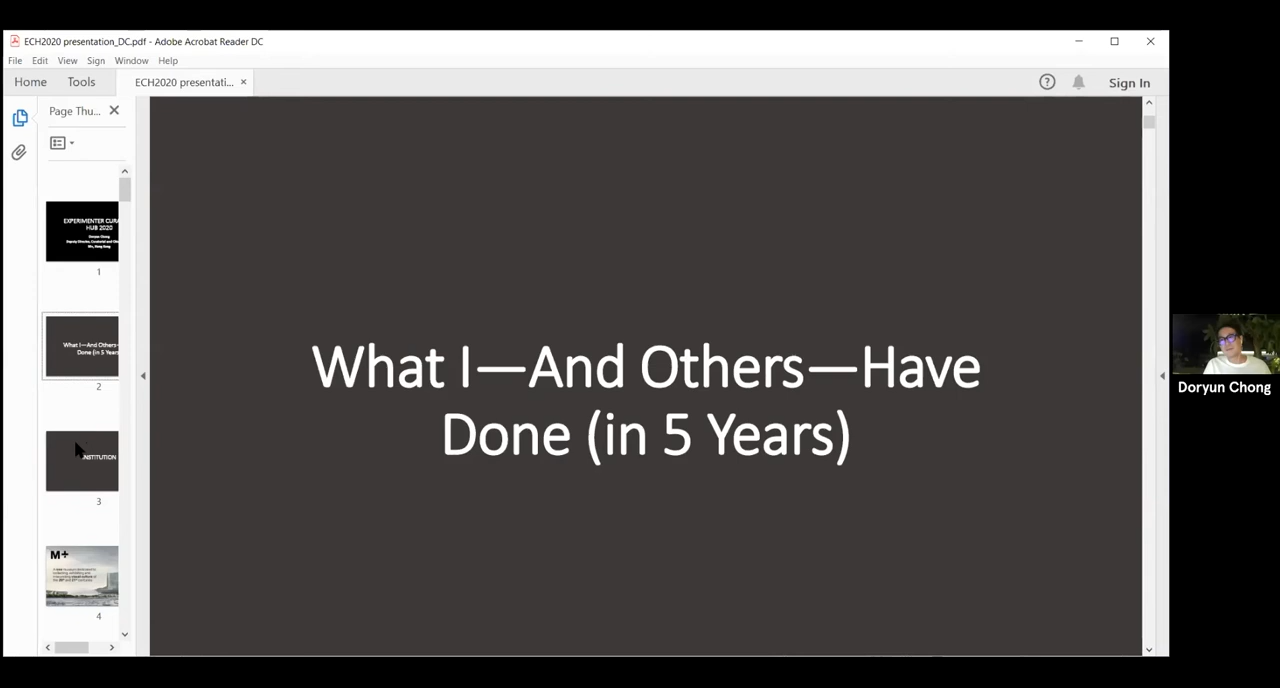 ECH2020 presentation_DC.pdf - Adobe Acrobat Reader DC
File Edit View Sign Window Help
Home Tools ECH2020 presentati... ×
Sign In
Page Thu...
EXPERIMENTER
HUB 2020
Doryun Chong
1
What I—And Others—
Done (in 5 Years
2
3
M+
4
What I—And Others—Have
Done (in 5 Years)
Doryun Chong